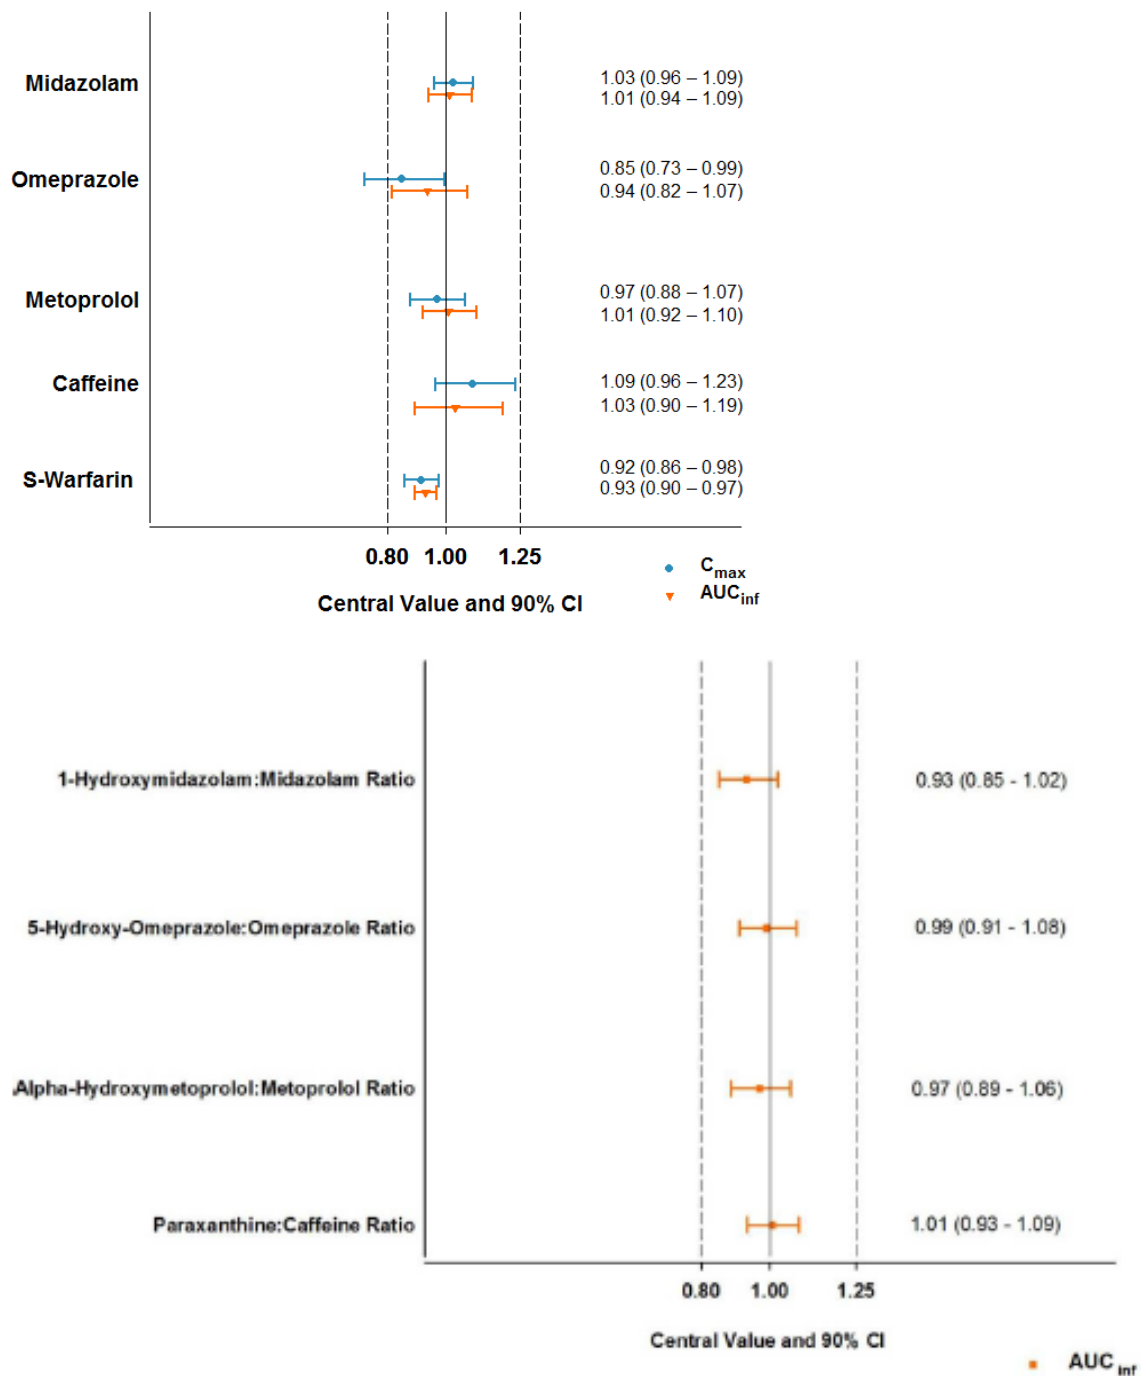 Midazolam
1.03 (0.96 – 1.09)
1.01 (0.94 – 1.09)
Omeprazole
0.85 (0.73 – 0.99)
0.94 (0.82 – 1.07)
Metoprolol
0.97 (0.88 – 1.07)
1.01 (0.92 – 1.10)
Caffeine
1.09 (0.96 – 1.23)
1.03 (0.90 – 1.19)
S-Warfarin
0.92 (0.86 – 0.98)
0.93 (0.90 – 0.97)
0.80 1.00 1.25
Central Value and 90% CI
Cmax
AUCinf
1-Hydroxymidazolam:Midazolam Ratio
0.93 (0.85 - 1.02)
5-Hydroxy-Omeprazole:Omeprazole Ratio
0.99 (0.91 - 1.08)
Alpha-Hydroxymetoprolol:Metoprolol Ratio
0.97 (0.89 - 1.06)
Paraxanthine:Caffeine Ratio
1.01 (0.93 - 1.09)
0.80 1.00 1.25
Central Value and 90% CI
AUCinf